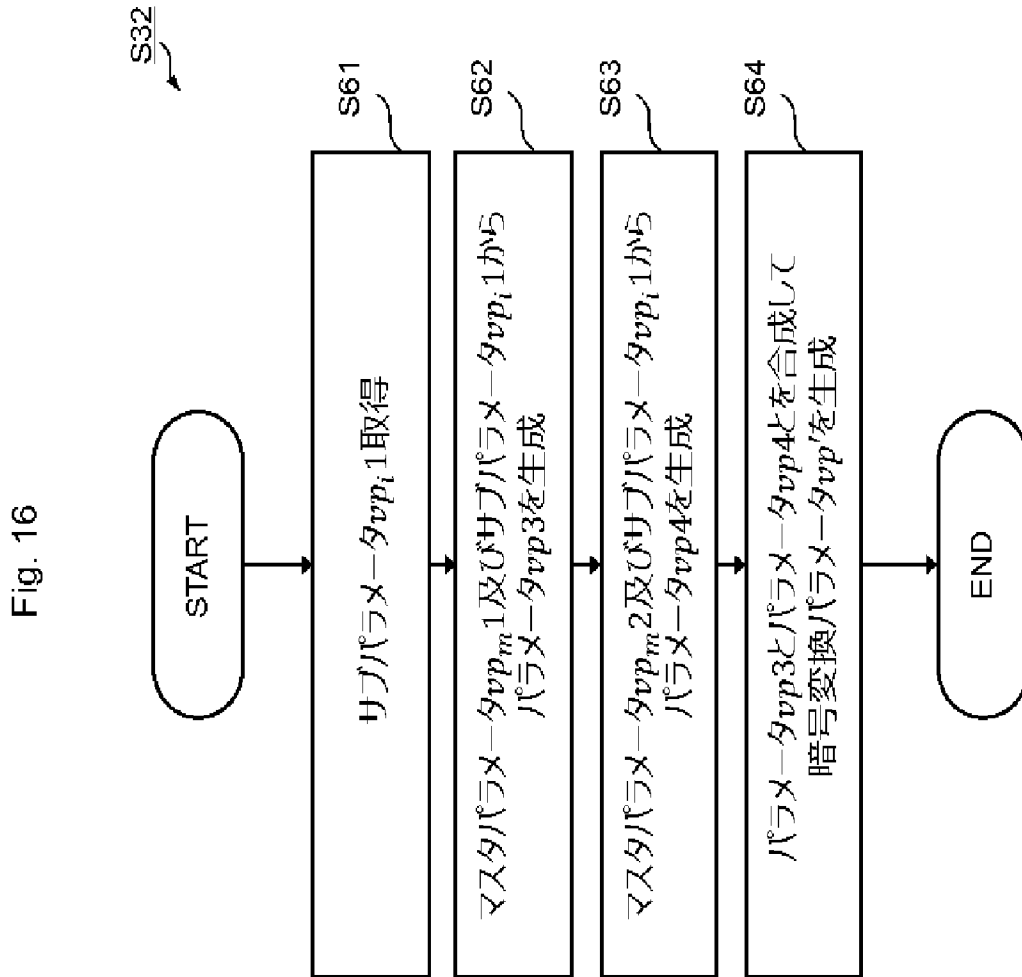 Fig. 16
S32
START
サブパラメータvpᵢ1取得
S61
マスタパラメータvpₘ1及びサブパラメータvpᵢ1から
パラメータvp3を生成
S62
マスタパラメータvpₘ2及びサブパラメータvpᵢ1から
パラメータvp4を生成
S63
パラメータvp3とパラメータvp4とを合成して
暗号変換パラメータvp'を生成
S64
END